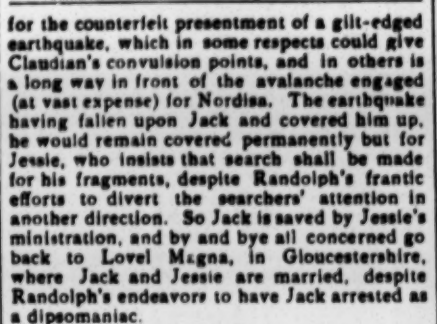 for the counterfeit presentment of a gilt-edged
earthquake, which in some respects could give
Claudian's convulsion points, and in others is
a long way in front of the avalanche engaged
(at vast expense) for Nordisa. The earthquake
having fallen upon Jack and covered him up,
he would remain covered permanently but for
Jessie, who insists that search shall be made
for his fragments, despite Randolph's frantic
efforts to divert the searchers' attention in
another direction. So Jack is saved by Jessie's
ministration, and by and bye all concerned go
back to Lovel Magna, in Gloucestershire,
where Jack and Jessie are married, despite
Randolph's endeavors to have Jack arrested as
a dipsomaniac.